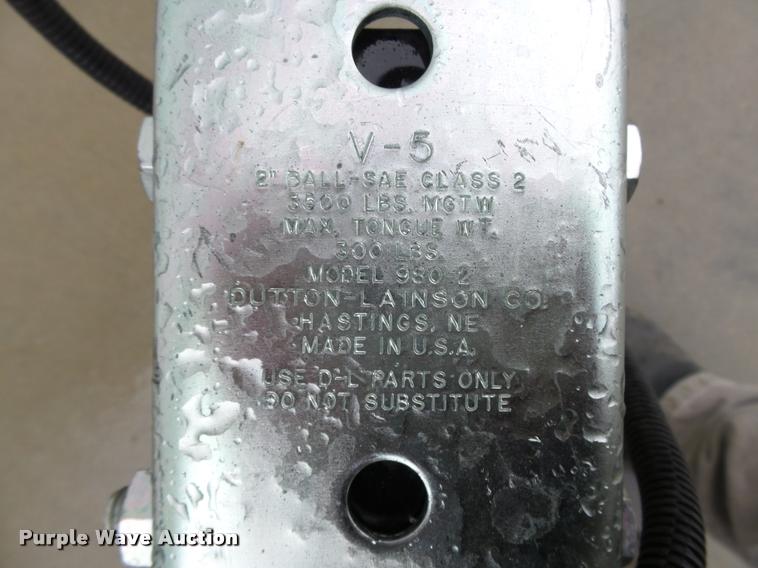 V-5
2" BALL-SAE CLASS 2
3500 LBS. MGTW
MAX. TONGUE WT.
300 LBS.
MODEL 980-2
DUTTON-LAINSON CO.
HASTINGS, NE
MADE IN U.S.A.
USE D-L PARTS ONLY
DO NOT SUBSTITUTE
Purple Wave Auction